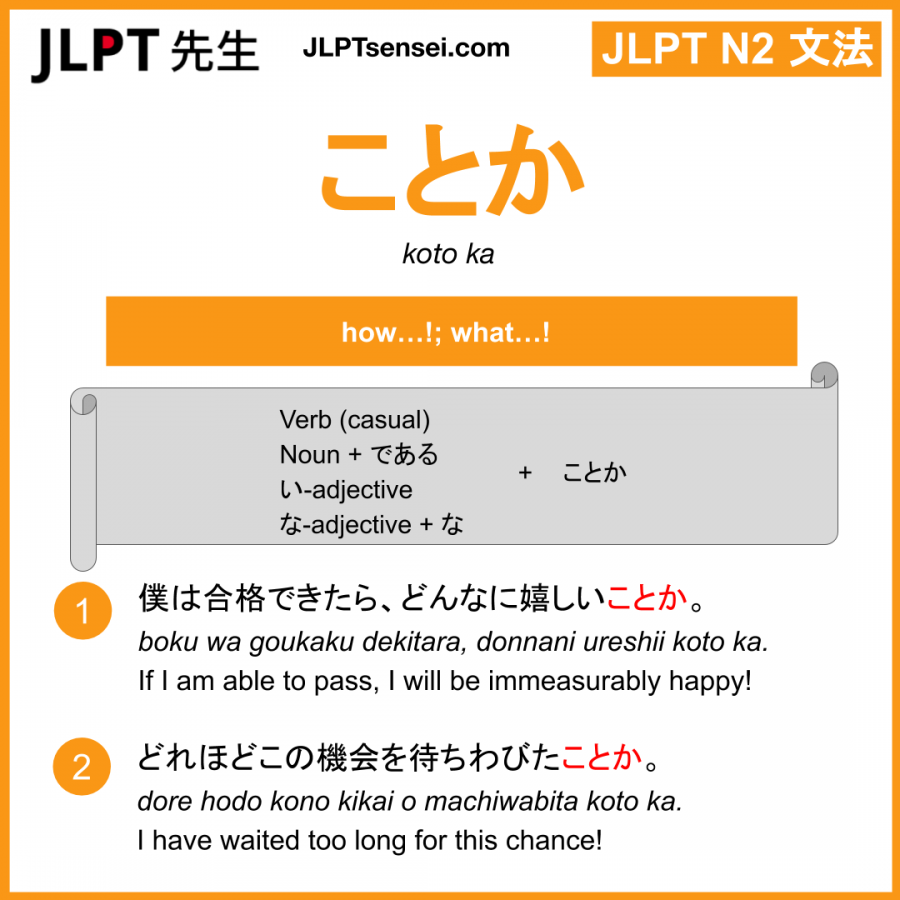 JLPT 先生
JLPTsensei.com
JLPT N2 文法
ことか
koto ka
how…!; what…!
Verb (casual)
Noun + である
い-adjective
な-adjective + な
+ ことか
1
僕は合格できたら、どんなに嬉しいことか。
boku wa goukaku dekitara, donnani ureshii koto ka.
If I am able to pass, I will be immeasurably happy!
2
どれほどこの機会を待ちわびたことか。
dore hodo kono kikai o machiwabita koto ka.
I have waited too long for this chance!